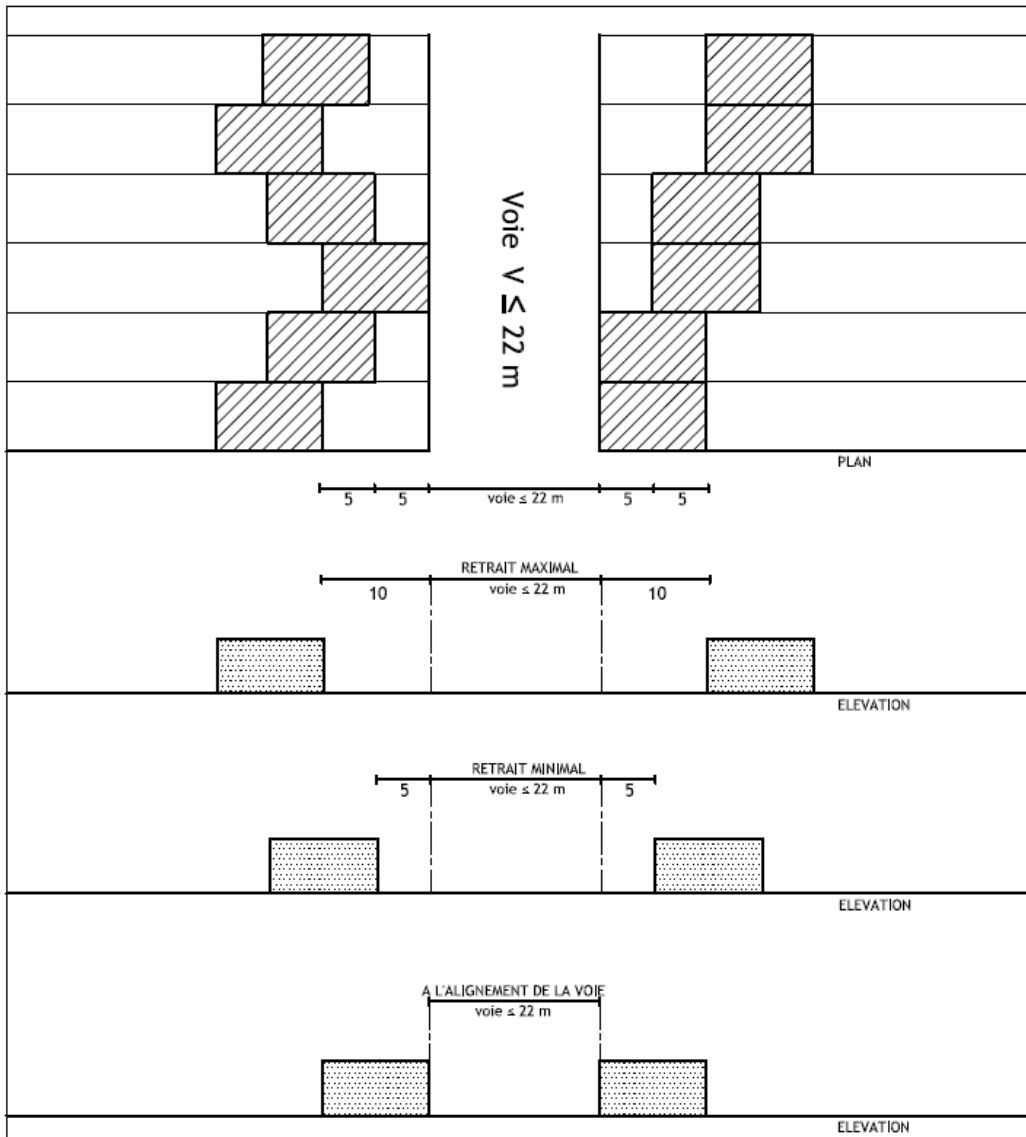 Voie V ≤ 22 m
PLAN
5 5 voie ≤ 22 m 5 5
RETRAIT MAXIMAL
10 voie ≤ 22 m 10
ELEVATION
RETRAIT MINIMAL
5 voie ≤ 22 m 5
ELEVATION
A L'ALIGNEMENT DE LA VOIE
voie ≤ 22 m
ELEVATION